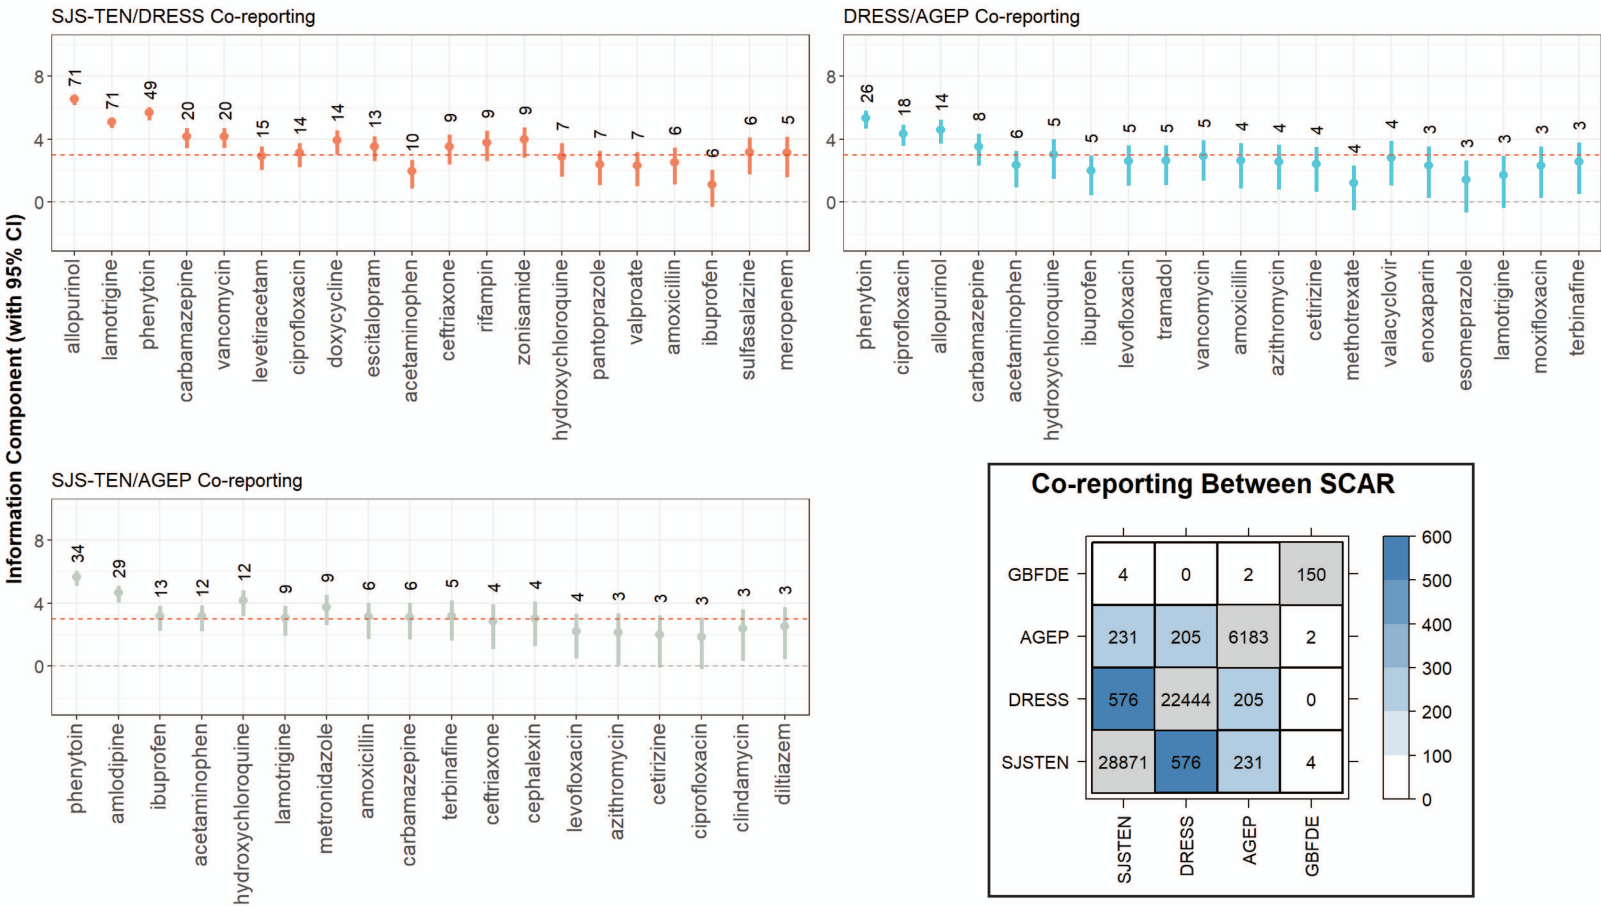 SJS-TEN/DRESS Co-reporting
8
4
0
71 71 49 20 20 15 14 14 13 10 9 9 9 7 7 7 6 6 6 5
allopurinol lamotrigine phenytoin carbamazepine vancomycin levetiracetam ciprofloxacin doxycycline escitalopram acetaminophen ceftriaxone rifampin zonisamide hydroxychloroquine pantoprazole valproate amoxicillin ibuprofen sulfasalazine meropenem
DRESS/AGEP Co-reporting
8
4
0
26 18 14 8 6 5 5 5 5 5 4 4 4 4 4 3 3 3 3 3
phenytoin ciprofloxacin allopurinol carbamazepine acetaminophen hydroxychloroquine ibuprofen levofloxacin tramadol vancomycin amoxicillin azithromycin cetirizine methotrexate valacyclovir enoxaparin esomeprazole lamotrigine moxifloxacin terbinafine
Information Component (with 95% CI)
SJS-TEN/AGEP Co-reporting
8
4
0
34 29 13 12 12 9 9 6 6 5 4 4 4 3 3 3 3 3
phenytoin amlodipine ibuprofen acetaminophen hydroxychloroquine lamotrigine metronidazole amoxicillin carbamazepine terbinafine ceftriaxone cephalexin levofloxacin azithromycin cetirizine ciprofloxacin clindamycin diltiazem
Co-reporting Between SCAR
GBFDE 4 0 2 150
AGEP 231 205 6183 2
DRESS 576 22444 205 0
SJSTEN 28871 576 231 4
SJSTEN DRESS AGEP GBFDE
600
500
400
300
200
100
0